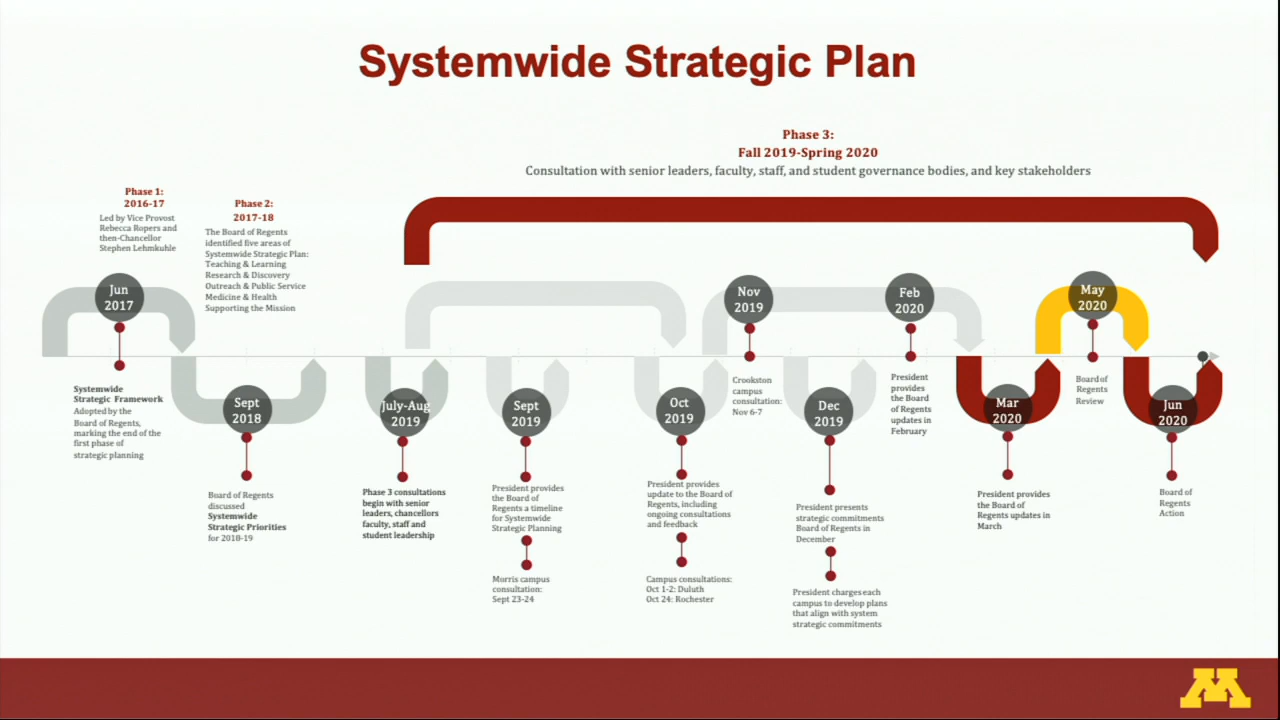 Systemwide Strategic Plan
Phase 3:
Fall 2019-Spring 2020
Consultation with senior leaders, faculty, staff, and student governance bodies, and key stakeholders
Phase 1:
2016-17
Led by Vice Provost
Rebecca Ropers and
then-Chancellor
Stephen Lehmkuhle
Phase 2:
2017-18
The Board of Regents
identified five areas of
Systemwide Strategic Plan:
Teaching & Learning
Research & Discovery
Outreach & Public Service
Medicine & Health
Supporting the Mission
Jun
2017
Systemwide
Strategic Framework
Adopted by the
Board of Regents,
marking the end of the
first phase of
strategic planning
Sept
2018
Board of Regents
discussed
Systemwide
Strategic Priorities
for 2018-19
July-Aug
2019
Phase 3 consultations
begin with senior
leaders, chancellors
faculty, staff and
student leadership
Sept
2019
President provides
the Board of
Regents a timeline
for Systemwide
Strategic Planning
Morris campus
consultation:
Sept 23-24
Oct
2019
President provides
update to the Board of
Regents, including
ongoing consultations
and feedback
Campus consultations:
Oct 1-2: Duluth
Oct 24: Rochester
Nov
2019
Crookston
campus
consultation:
Nov 6-7
Dec
2019
President presents
strategic commitments
Board of Regents in
December
President charges each
campus to develop plans
that align with system
strategic commitments
Feb
2020
President
provides
the Board
of Regents
updates in
February
Mar
2020
President provides
the Board of
Regents updates in
March
May
2020
Board of
Regents
Review
Jun
2020
Board of
Regents
Action
M